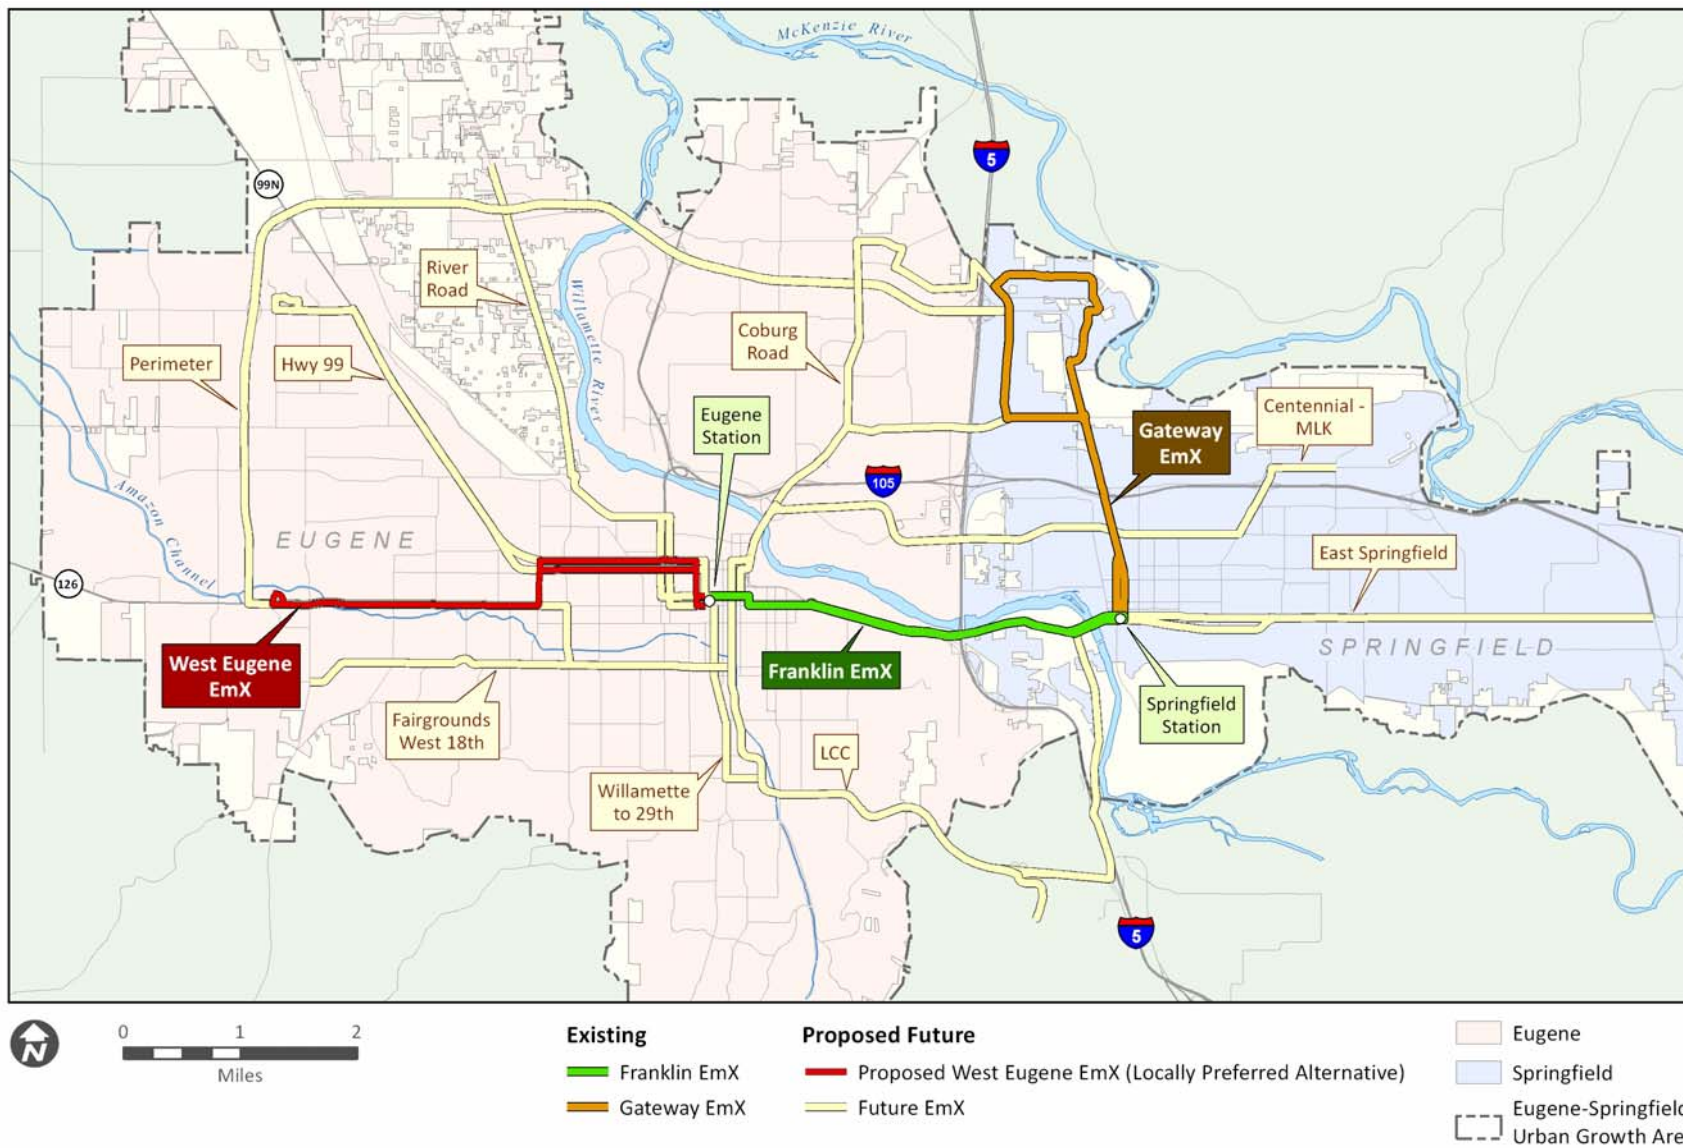 McKenzie River
5
99N
River
Road
Willamette River
Coburg
Road
Perimeter
Hwy 99
Eugene
Station
Centennial -
MLK
Gateway
EmX
105
Amazon Channel
EUGENE
East Springfield
126
West Eugene
EmX
Franklin EmX
SPRINGFIELD
Springfield
Station
Fairgrounds
West 18th
LCC
Willamette
to 29th
5
N
0 1 2
Miles
Existing
Franklin EmX
Gateway EmX
Proposed Future
Proposed West Eugene EmX (Locally Preferred Alternative)
Future EmX
Eugene
Springfield
Eugene-Springfield
Urban Growth Are